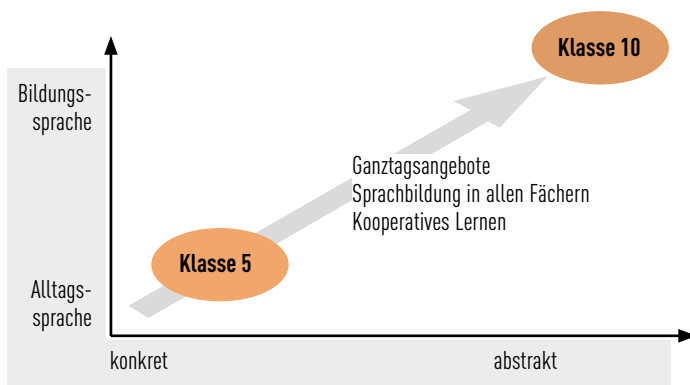 Klasse 10
Bildungs-
sprache
Ganztagsangebote
Sprachbildung in allen Fächern
Kooperatives Lernen
Klasse 5
Alltags-
sprache
konkret
abstrakt